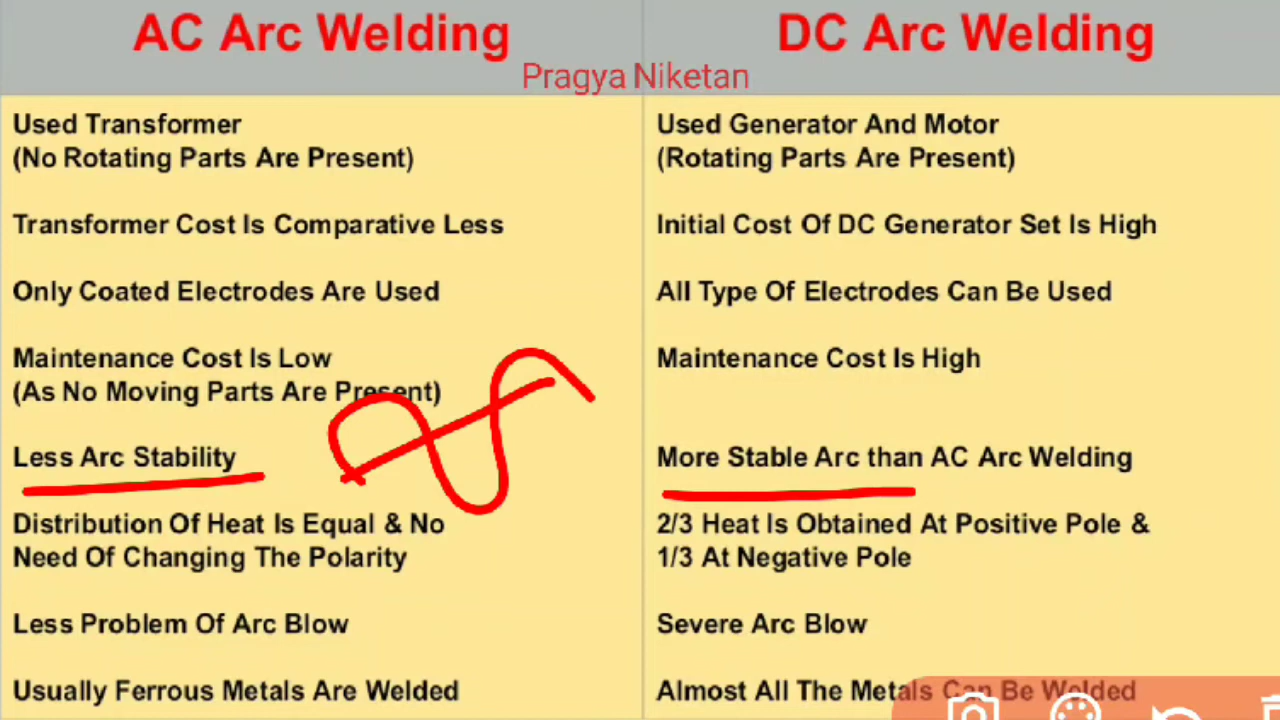 AC Arc Welding
DC Arc Welding
Pragya Niketan
Used Transformer
(No Rotating Parts Are Present)
Transformer Cost Is Comparative Less
Only Coated Electrodes Are Used
Maintenance Cost Is Low
(As No Moving Parts Are Present)
Less Arc Stability
Distribution Of Heat Is Equal & No
Need Of Changing The Polarity
Less Problem Of Arc Blow
Usually Ferrous Metals Are Welded
Used Generator And Motor
(Rotating Parts Are Present)
Initial Cost Of DC Generator Set Is High
All Type Of Electrodes Can Be Used
Maintenance Cost Is High
More Stable Arc than AC Arc Welding
2/3 Heat Is Obtained At Positive Pole &
1/3 At Negative Pole
Severe Arc Blow
Almost All The Metals Can Be Welded